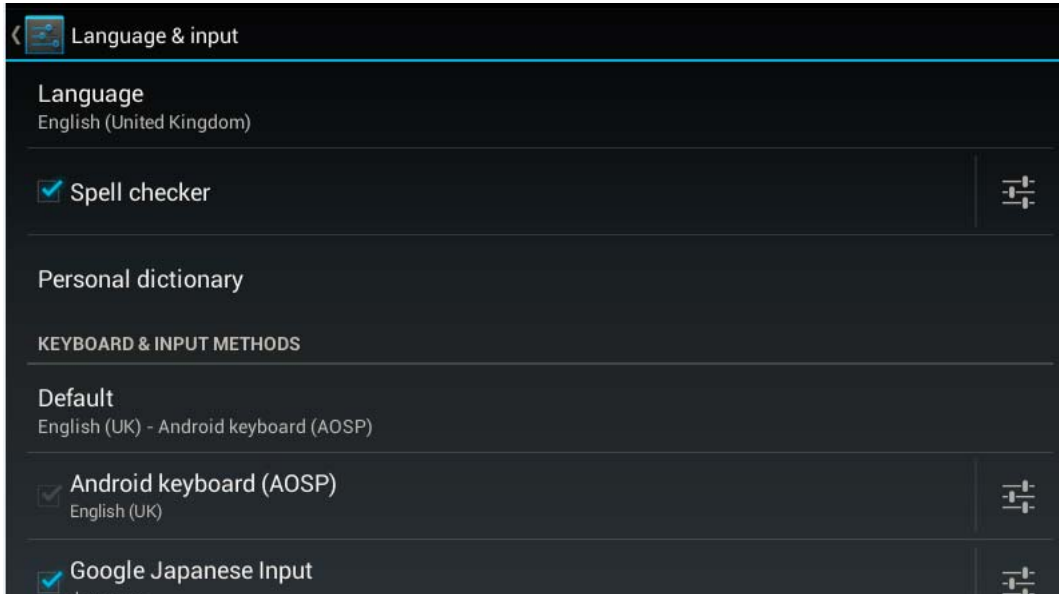 Language & input
Language
English (United Kingdom)
Spell checker
Personal dictionary
KEYBOARD & INPUT METHODS
Default
English (UK) - Android keyboard (AOSP)
Android keyboard (AOSP)
English (UK)
Google Japanese Input